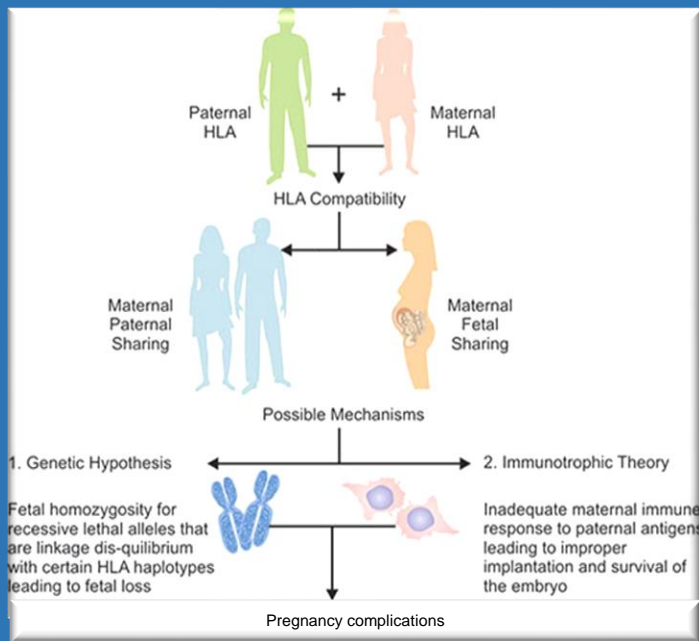 Paternal
HLA
+
Maternal
HLA
HLA Compatibility
Maternal
Paternal
Sharing
Maternal
Fetal
Sharing
Possible Mechanisms
1. Genetic Hypothesis
2. Immunotrophic Theory
Fetal homozygosity for
recessive lethal alleles that
are linkage dis-quilibrium
with certain HLA haplotypes
leading to fetal loss
Inadequate maternal immune
response to paternal antigens
leading to improper
implantation and survival of
the embryo
Pregnancy complications